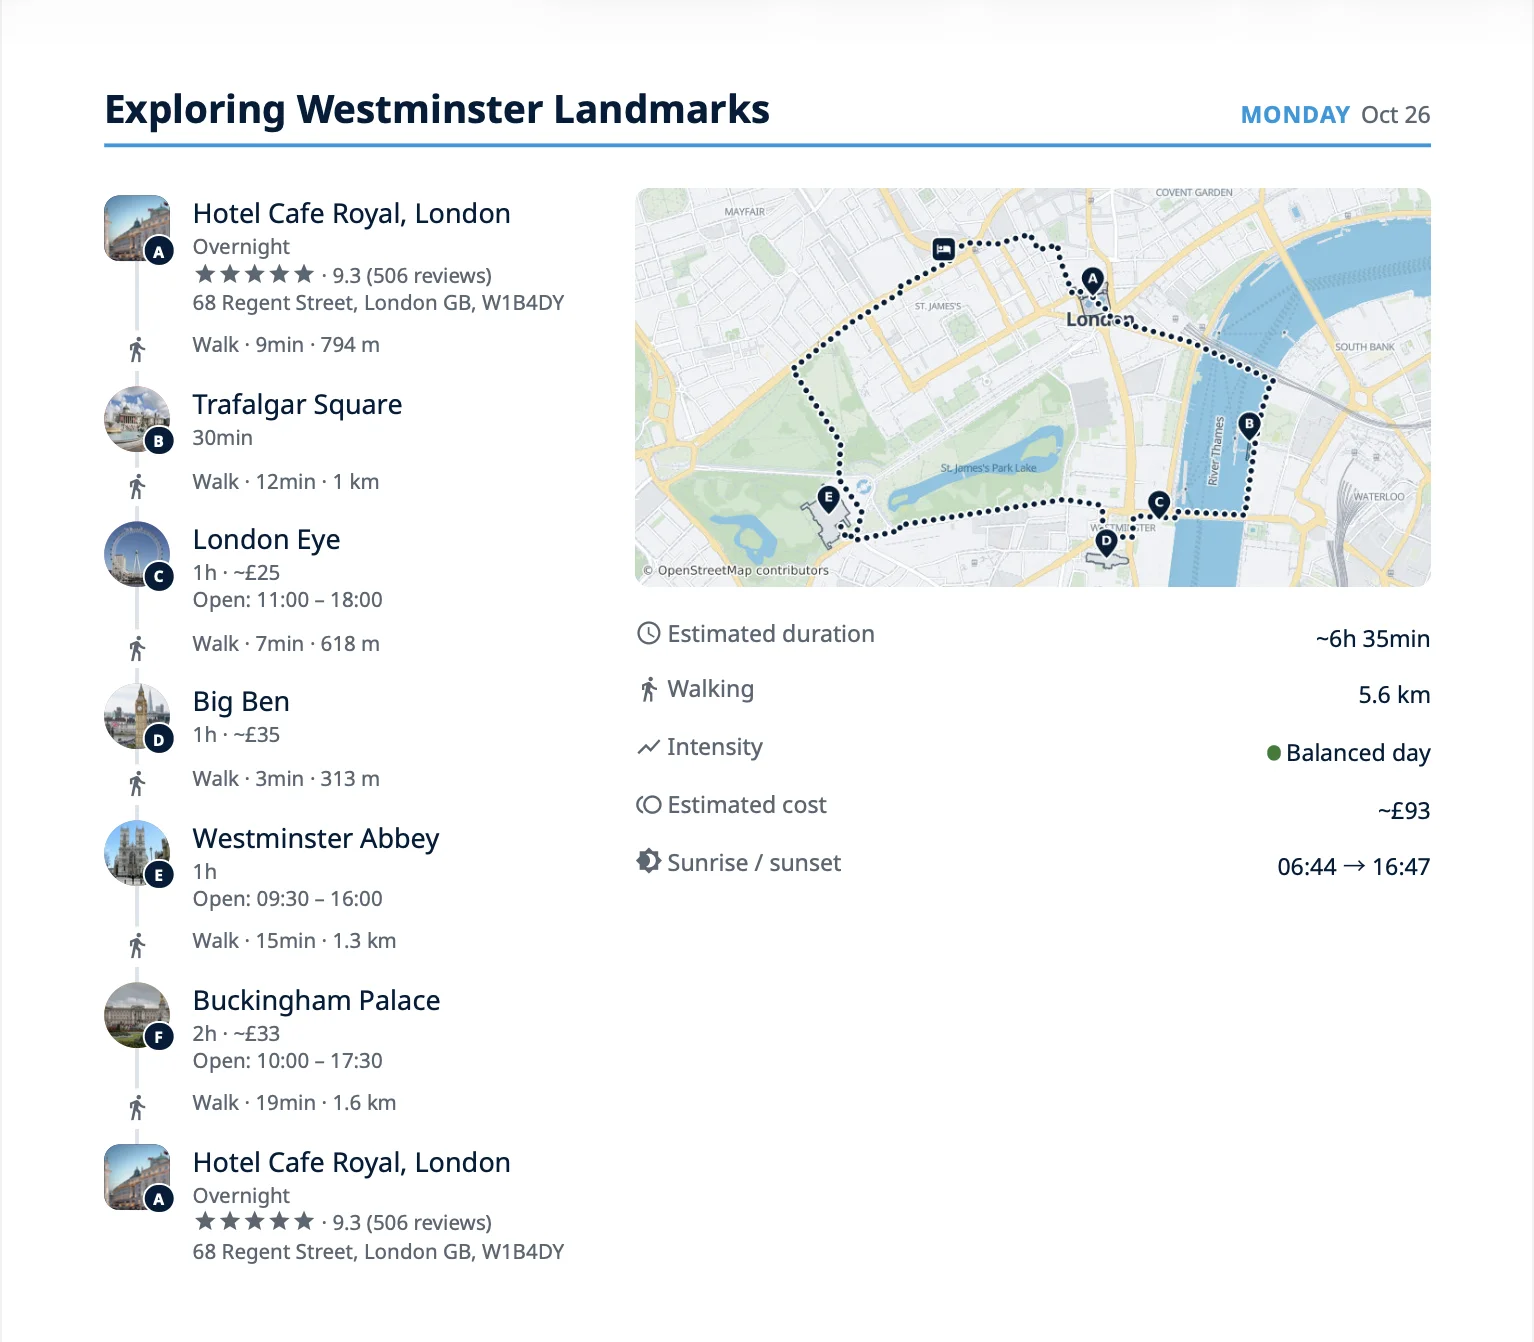 Exploring Westminster Landmarks
MONDAY Oct 26
Hotel Cafe Royal, London
A
Overnight
★★★★★ · 9.3 (506 reviews)
68 Regent Street, London GB, W1B4DY
Walk · 9min · 794 m
Trafalgar Square
B
30min
Walk · 12min · 1 km
London Eye
C
1h · ~£25
Open: 11:00 – 18:00
Walk · 7min · 618 m
Big Ben
D
1h · ~£35
Walk · 3min · 313 m
Westminster Abbey
E
1h
Open: 09:30 – 16:00
Walk · 15min · 1.3 km
Buckingham Palace
F
2h · ~£33
Open: 10:00 – 17:30
Walk · 19min · 1.6 km
Hotel Cafe Royal, London
A
Overnight
★★★★★ · 9.3 (506 reviews)
68 Regent Street, London GB, W1B4DY
COVENT GARDEN
MAYFAIR
A
ST. JAMES'S
London
SOUTH BANK
B
River Thames
St. James's Park Lake
E
C
WATERLOO
WESTMINSTER
D
© OpenStreetMap contributors
Estimated duration ~6h 35min
Walking 5.6 km
Intensity Balanced day
Estimated cost ~£93
Sunrise / sunset 06:44 → 16:47